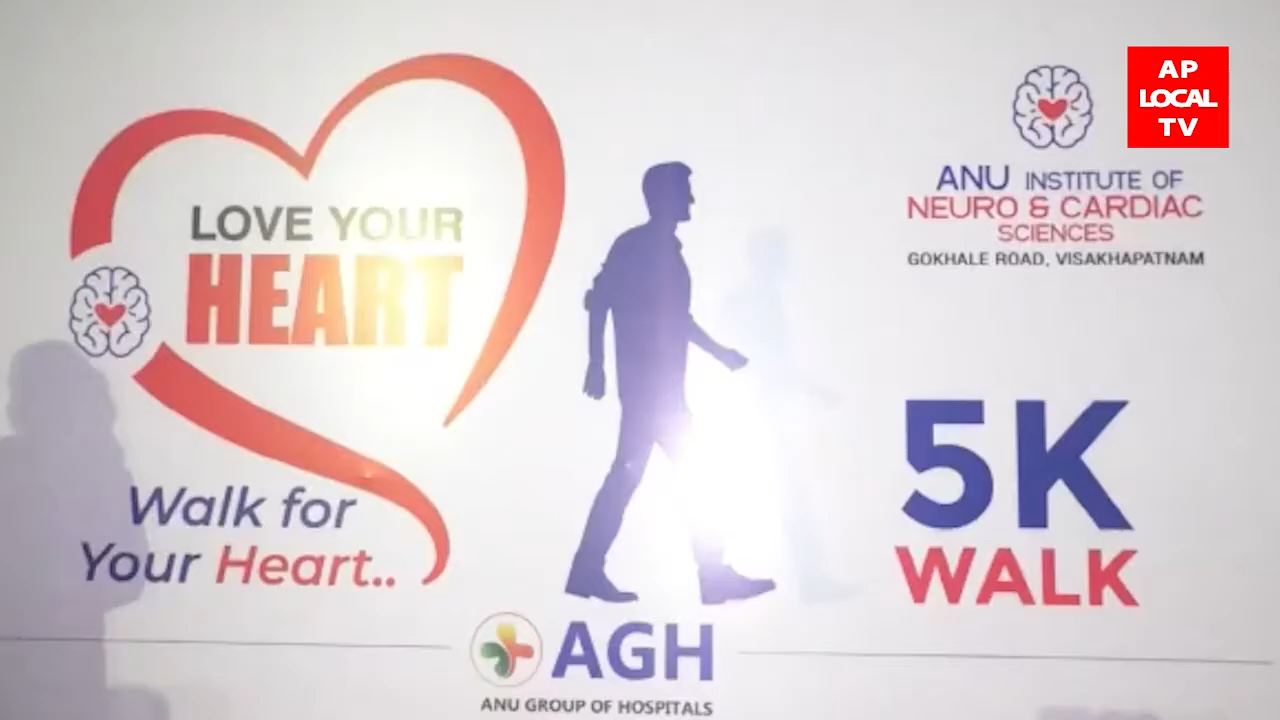 LOVE YOUR
HEART
Walk for
Your Heart..
AGH
ANU GROUP OF HOSPITALS
ANU INSTITUTE OF
NEURO & CARDIAC
SCIENCES
GOKHALE ROAD, VISAKHAPATNAM
5K
WALK
AP
LOCAL
TV